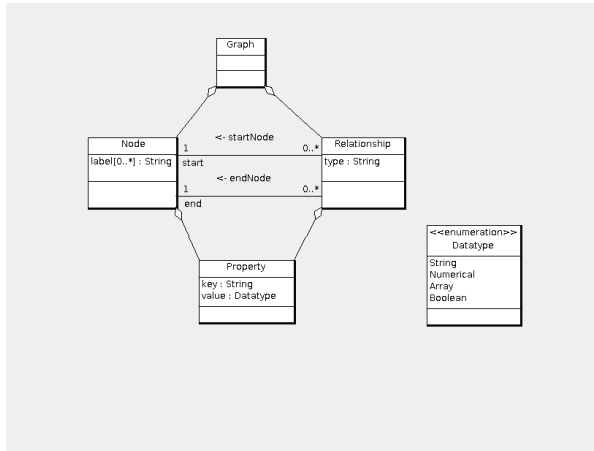 Graph
Node
label[0..*] : String
<- startNode
1
0..*
start
<- endNode
1
0..*
end
Relationship
type : String
Property
key : String
value : Datatype
<<enumeration>>
Datatype
String
Numerical
Array
Boolean